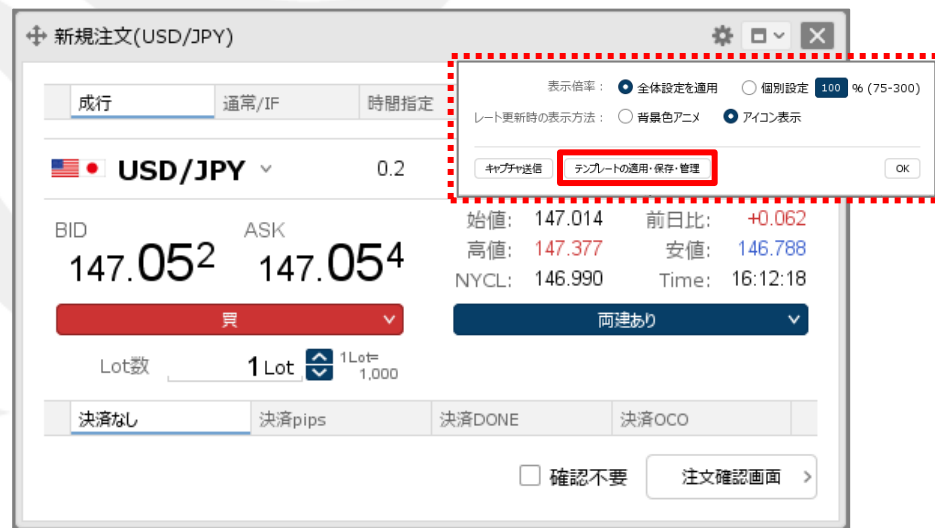 新規注文(USD/JPY)
表示倍率： 全体設定を適用 個別設定 100 % (75-300)
レート更新時の表示方法： 背景色アニメ アイコン表示
キャプチャ送信 テンプレートの適用・保存・管理 OK
成行 通常/IF 時間指定
USD/JPY 0.2
BID ASK
147.052 147.054
始値: 147.014 前日比: +0.062
高値: 147.377 安値: 146.788
NYCL: 146.990 Time: 16:12:18
買 両建あり
Lot数 1 Lot 1Lot=
1,000
決済なし 決済pips 決済DONE 決済OCO
確認不要 注文確認画面